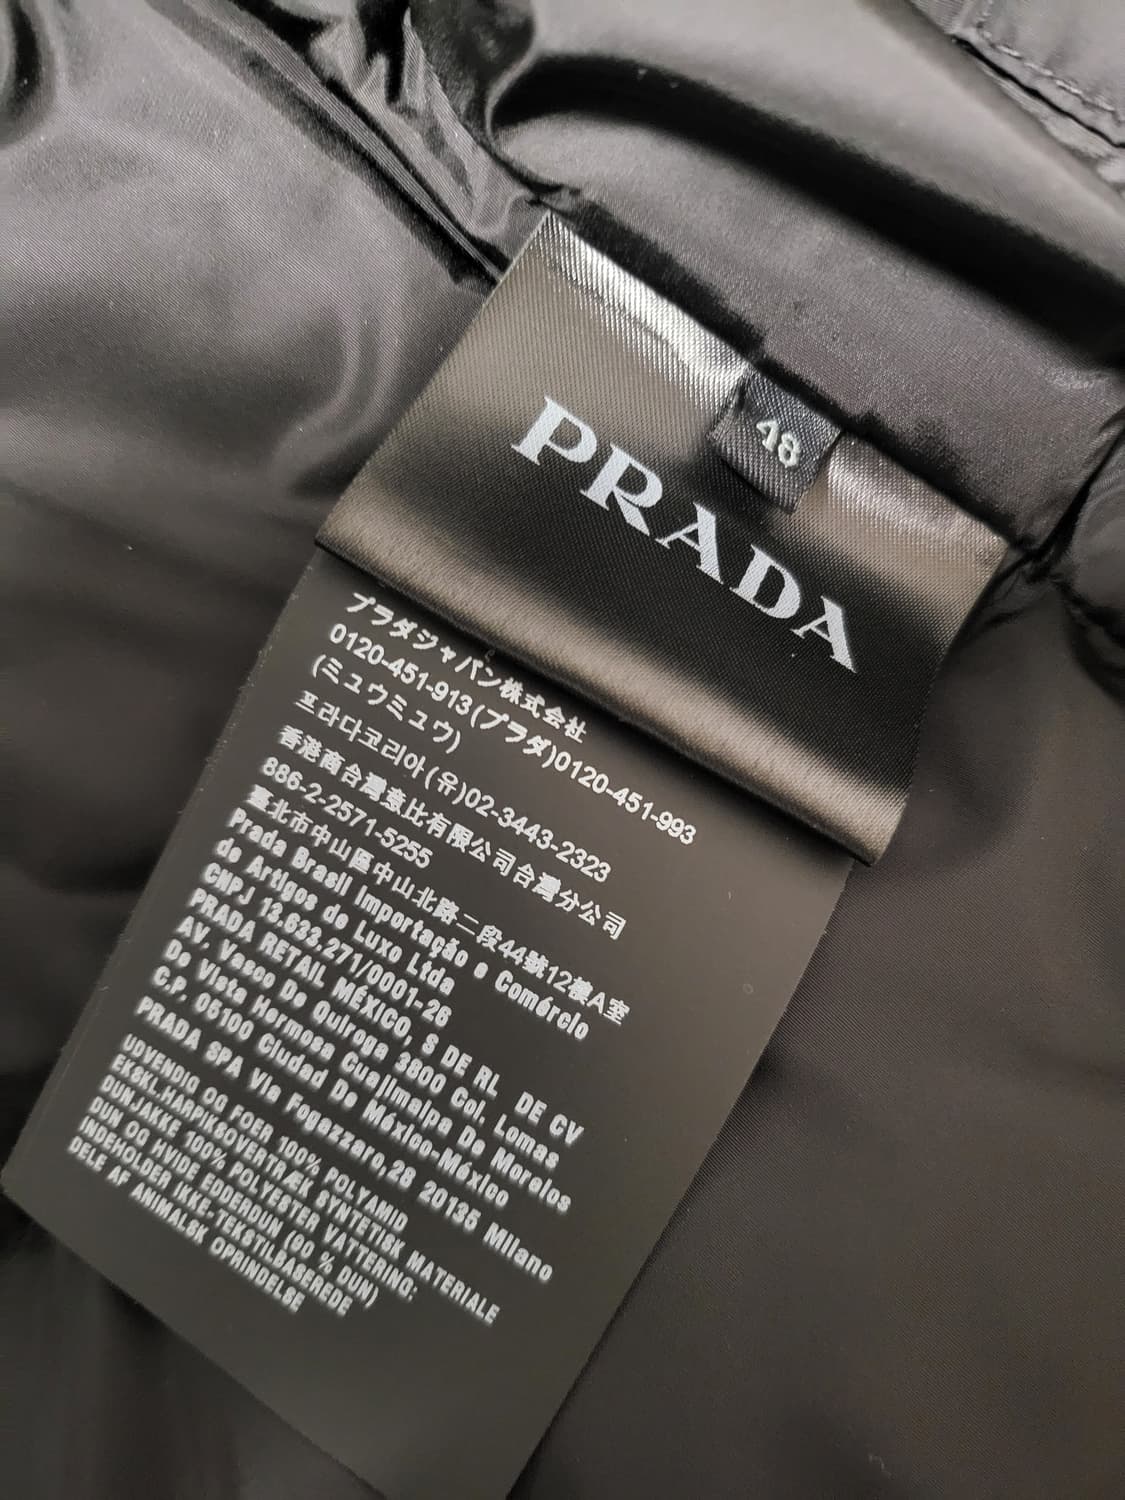 48
PRADA
プラダジャパン株式会社
0120-451-913(プラダ)0120-451-993
(ミュウミュウ)
프라다코리아(유)02-3443-2323
香港商台灣意比有限公司台灣分公司
886-2-2571-5255
臺北市中山區中山北路二段44號12樓A室
Prada Brasil Importação e Comércio
de Artigos de Luxo Ltda
CNPJ 12.633.271/0001-26
PRADA RETAIL MÉXICO, S DE RL DE CV
AV. Vasco De Quiroga 3800 Col. Lomas
De Vista Hermosa Cuajimalpa De Morelos
C.P. 05100 Ciudad De México-México
PRADA SPA Via Fogazzaro,28 20135 Milano
UDVENDIG OG FOER 100% POLYAMID
EKSKL.HARPIKSOVERTRÆK SYNTETISK MATERIALE
DUNJAKKE 100% POLYESTER VATTERING:
DUN OG HVIDE EDDERDUN (90 % DUN)
INDEHOLDER IKKE-TEKSTILBASEREDE
DELE AF ANIMALSK OPRINDELSE